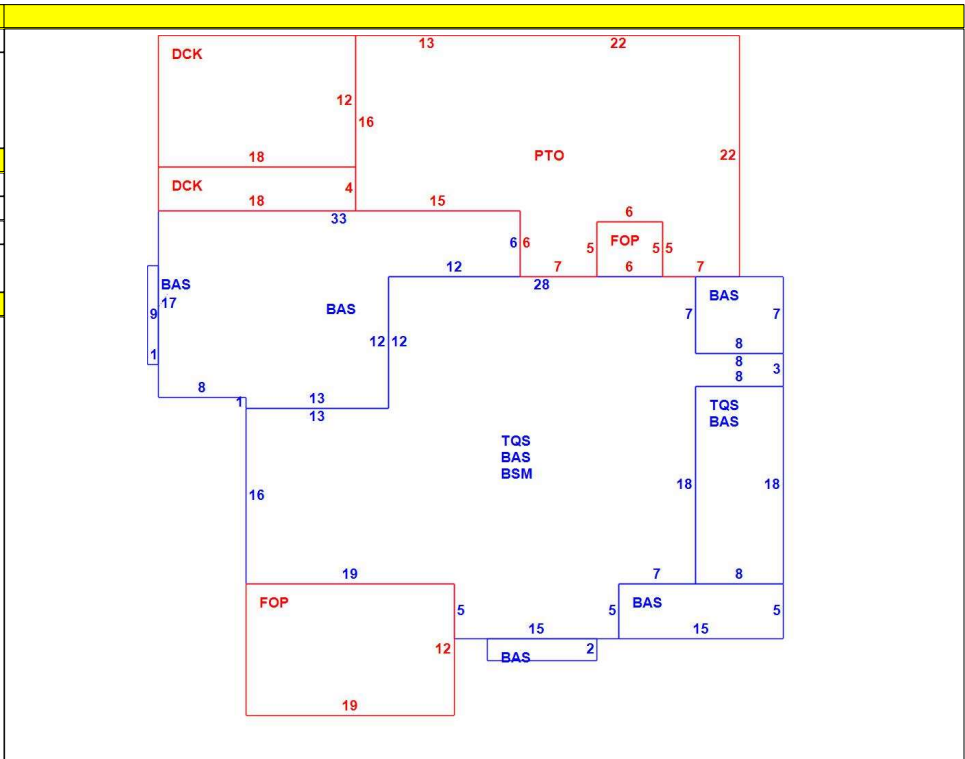 13 22
DCK
12
16
PTO 22
18
DCK
4
18 15
33
6
6 6
FOP
5 5 5
12 7 6 7
28
BAS BAS
17
9 BAS 7 7
12 12
8
1 8 3
8
8 13
1 13
TQS
BAS
TQS
BAS
BSM
18 18
16
19 7 8
FOP BAS
5 5 5
15 15
12 BAS 2
19